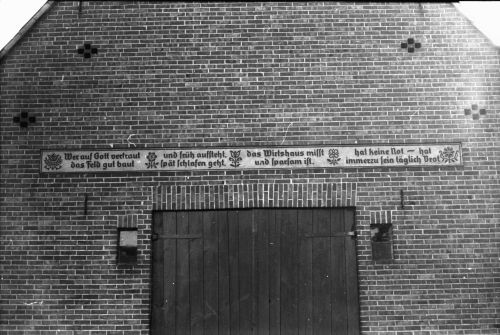 Wer auf Gott vertraut
das Feld gut baut
und früh aufsteht,
spät schlafen geht,
das Wirtshaus mißt
und sparsam ist,
hat keine Not — hat
immerzu sein täglich Brot